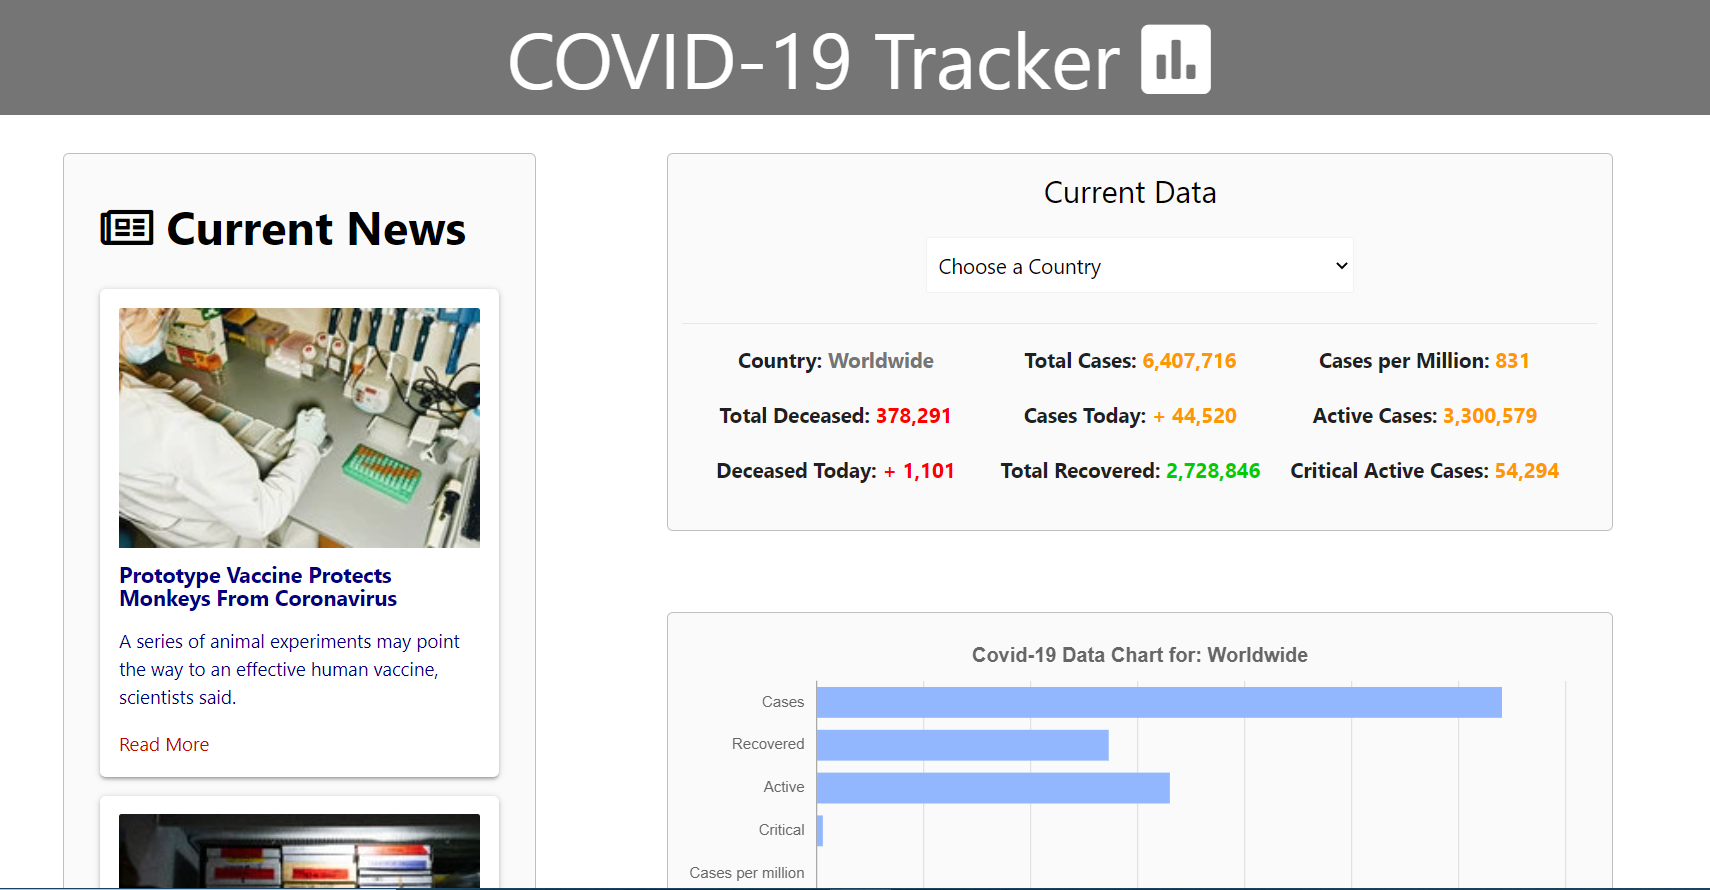 COVID-19 Tracker
Current News
Prototype Vaccine Protects
Monkeys From Coronavirus
A series of animal experiments may point
the way to an effective human vaccine,
scientists said.
Read More
Current Data
Choose a Country
Country: Worldwide
Total Cases: 6,407,716
Cases per Million: 831
Total Deceased: 378,291
Cases Today: + 44,520
Active Cases: 3,300,579
Deceased Today: + 1,101
Total Recovered: 2,728,846
Critical Active Cases: 54,294
Covid-19 Data Chart for: Worldwide
Cases
Recovered
Active
Critical
Cases per million